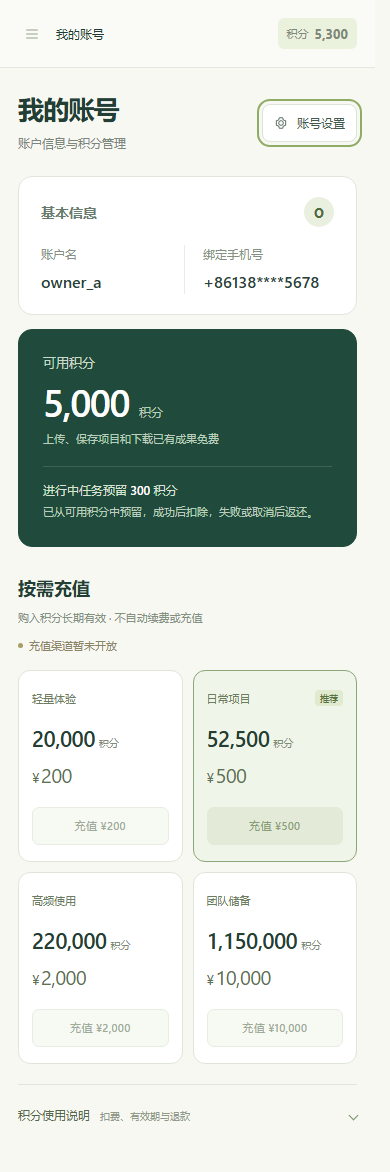 我的账号
积分 5,300
我的账号
账户信息与积分管理
账号设置
基本信息
O
账户名
owner_a
绑定手机号
+86138****5678
可用积分
5,000 积分
上传、保存项目和下载已有成果免费
进行中任务预留 300 积分
已从可用积分中预留，成功后扣除，失败或取消后返还。
按需充值
购入积分长期有效 · 不自动续费或充值
充值渠道暂未开放
轻量体验
20,000 积分
¥200
充值 ¥200
日常项目
推荐
52,500 积分
¥500
充值 ¥500
高频使用
220,000 积分
¥2,000
充值 ¥2,000
团队储备
1,150,000 积分
¥10,000
充值 ¥10,000
积分使用说明 扣费、有效期与退款